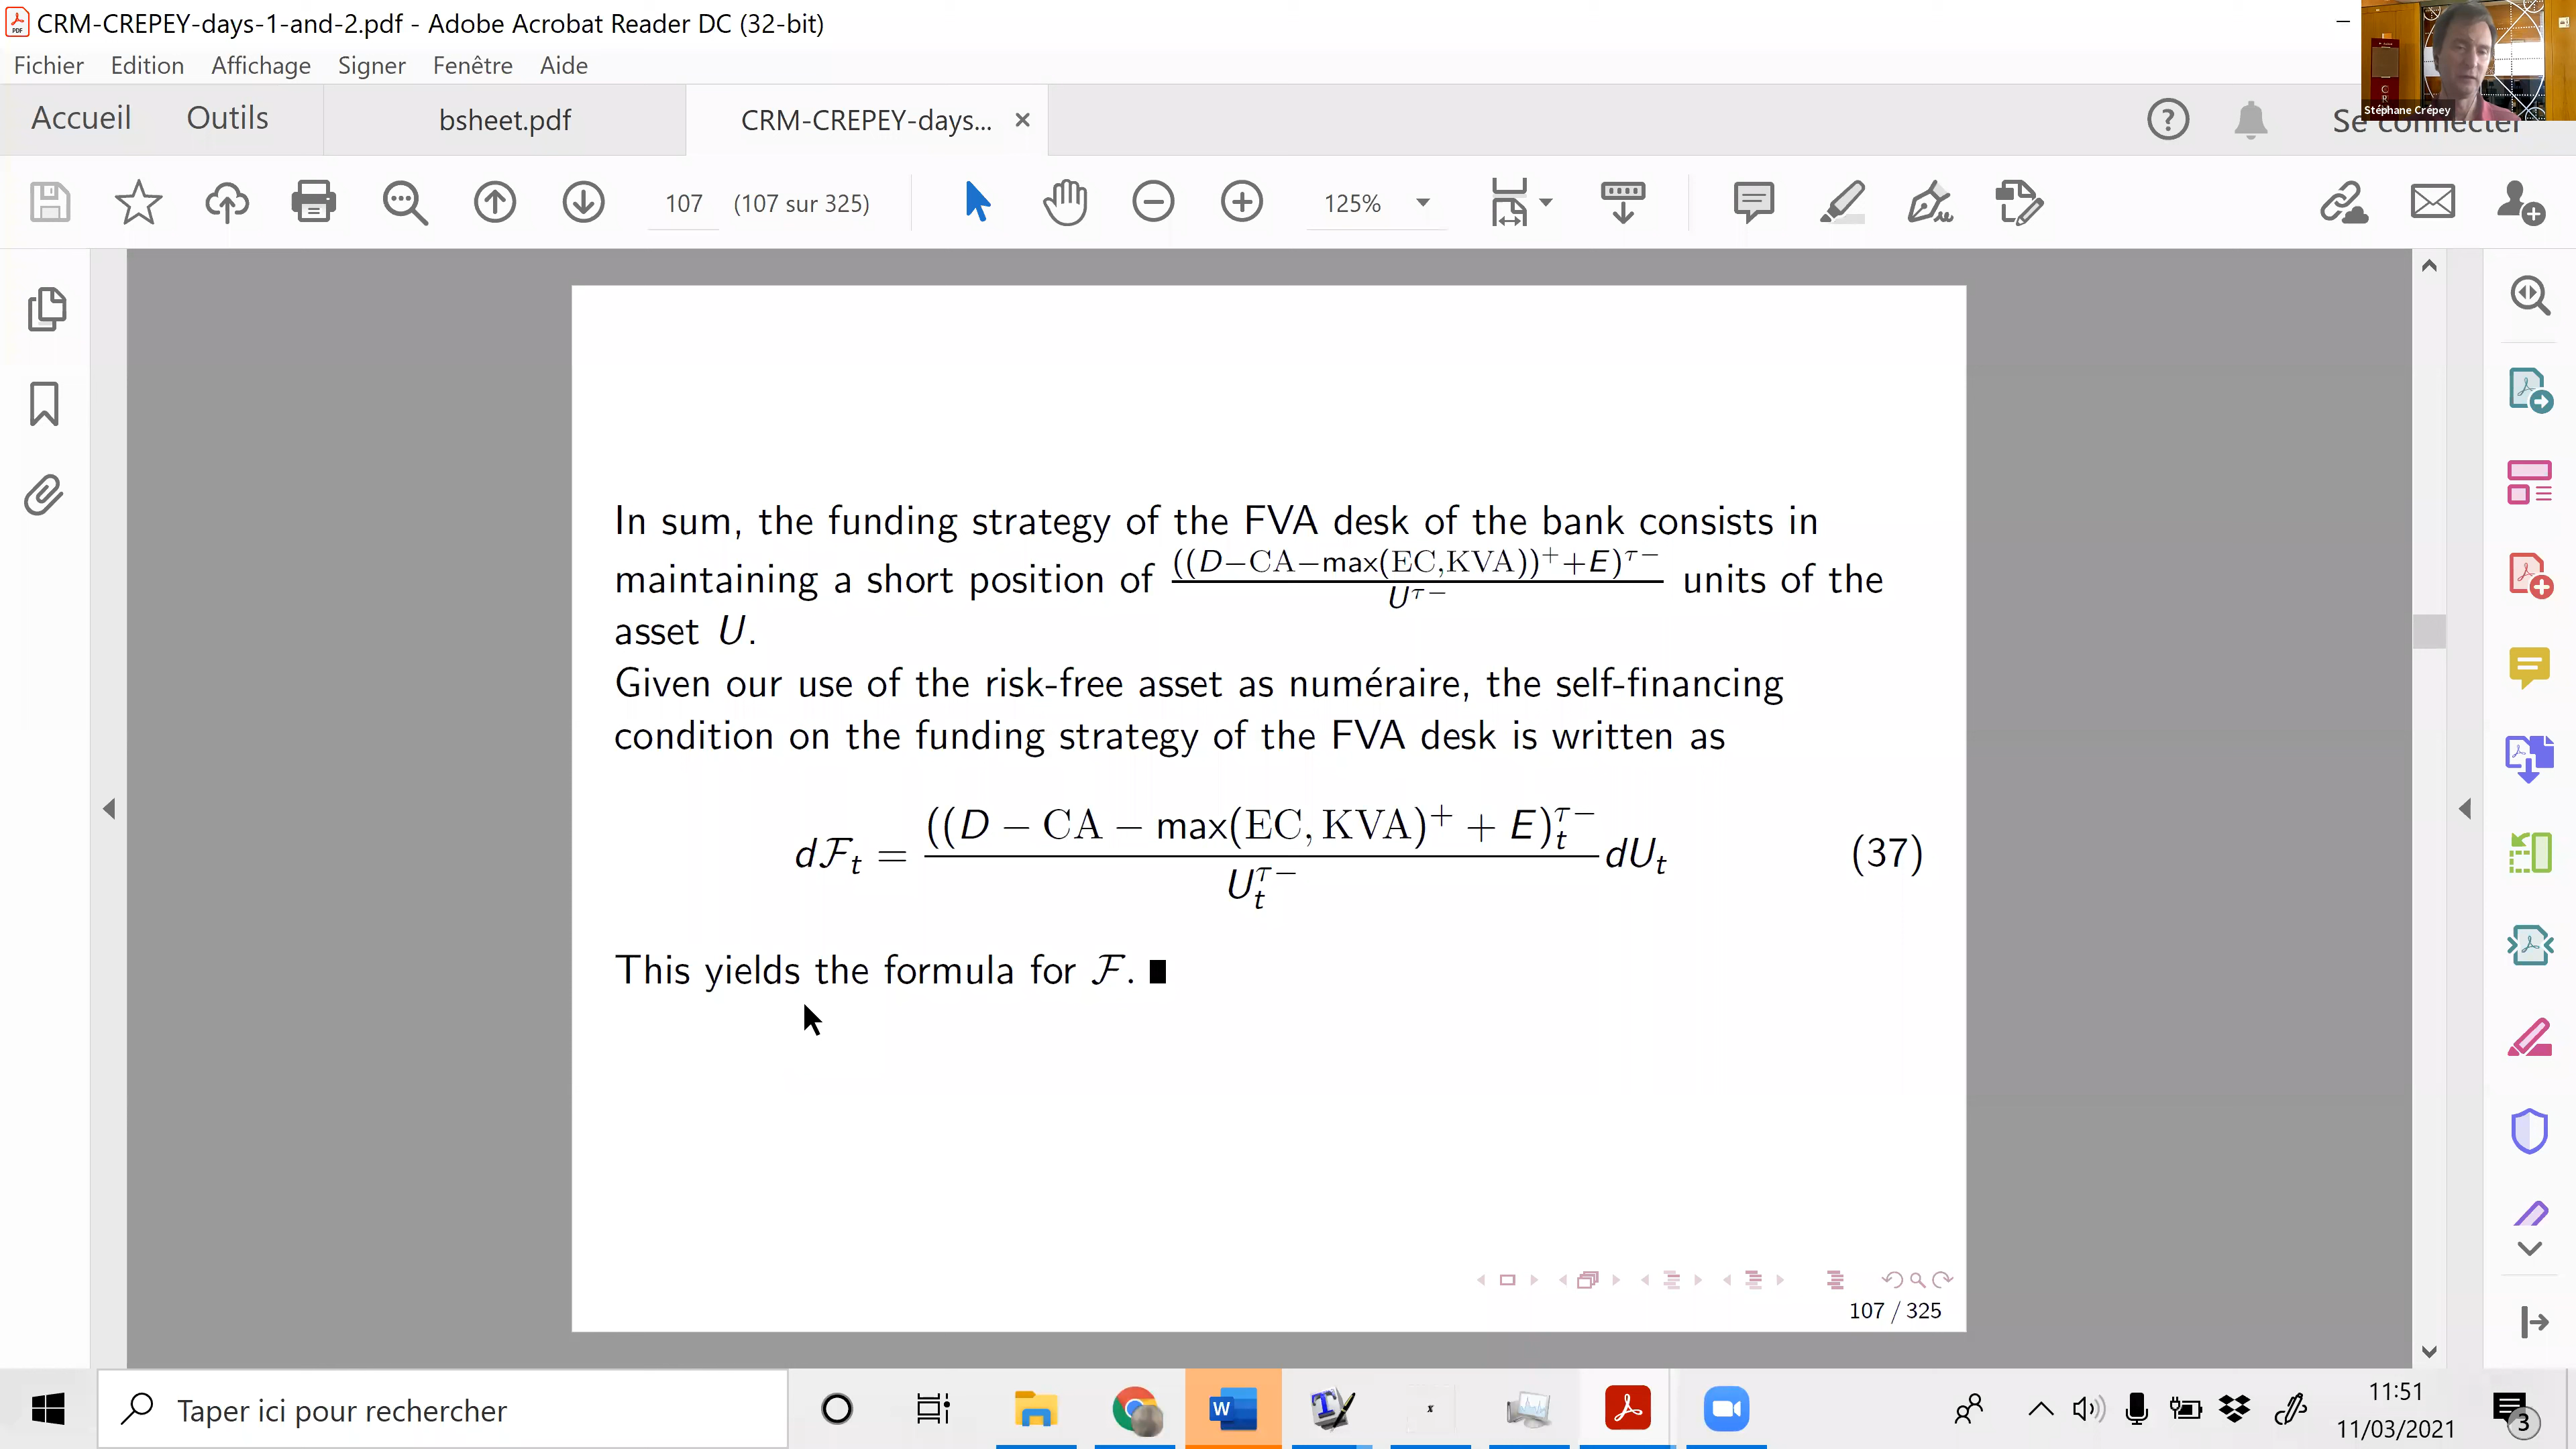 CRM-CREPEY-days-1-and-2.pdf - Adobe Acrobat Reader DC (32-bit)
Fichier Edition Affichage Signer Fenêtre Aide
Accueil Outils bsheet.pdf CRM-CREPEY-days... × Se connecter
Stéphane Crépey
107 (107 sur 325) 125%
In sum, the funding strategy of the FVA desk of the bank consists in
maintaining a short position of ((D−CA−max(EC,KVA))⁺+E)^{τ−} / U^{τ−} units of the
asset U.
Given our use of the risk-free asset as numéraire, the self-financing
condition on the funding strategy of the FVA desk is written as
dℱ_t = ((D − CA − max(EC, KVA)⁺ + E)_t^{τ−} / U_t^{τ−} dU_t (37)
This yields the formula for ℱ. ■
107 / 325
Taper ici pour rechercher
11:51
11/03/2021
3